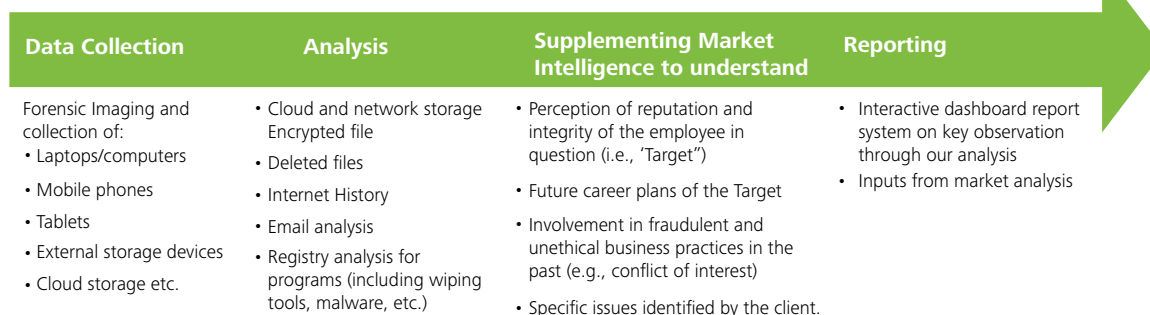 Data Collection
Forensic Imaging and
collection of:
• Laptops/computers
• Mobile phones
• Tablets
• External storage devices
• Cloud storage etc.
Analysis
• Cloud and network storage
Encrypted file
• Deleted files
• Internet History
• Email analysis
• Registry analysis for
programs (including wiping
tools, malware, etc.)
Supplementing Market
Intelligence to understand
• Perception of reputation and
integrity of the employee in
question (i.e., ‘Target”)
• Future career plans of the Target
• Involvement in fraudulent and
unethical business practices in the
past (e.g., conflict of interest)
• Specific issues identified by the client.
Reporting
• Interactive dashboard report
system on key observation
through our analysis
• Inputs from market analysis